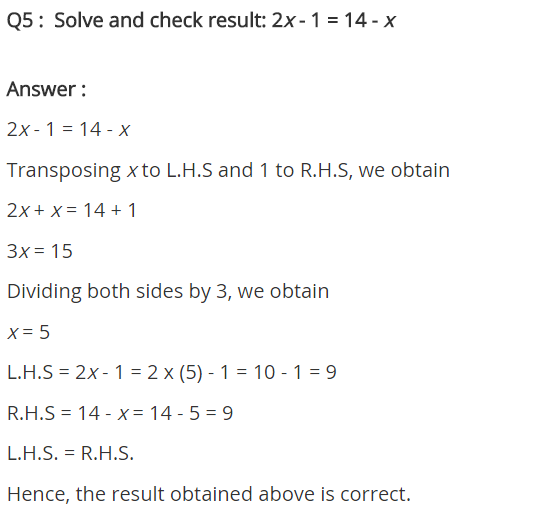 Q5 : Solve and check result: 2x - 1 = 14 - x
Answer :
2x - 1 = 14 - x
Transposing x to L.H.S and 1 to R.H.S, we obtain
2x + x = 14 + 1
3x = 15
Dividing both sides by 3, we obtain
x = 5
L.H.S = 2x - 1 = 2 x (5) - 1 = 10 - 1 = 9
R.H.S = 14 - x = 14 - 5 = 9
L.H.S. = R.H.S.
Hence, the result obtained above is correct.